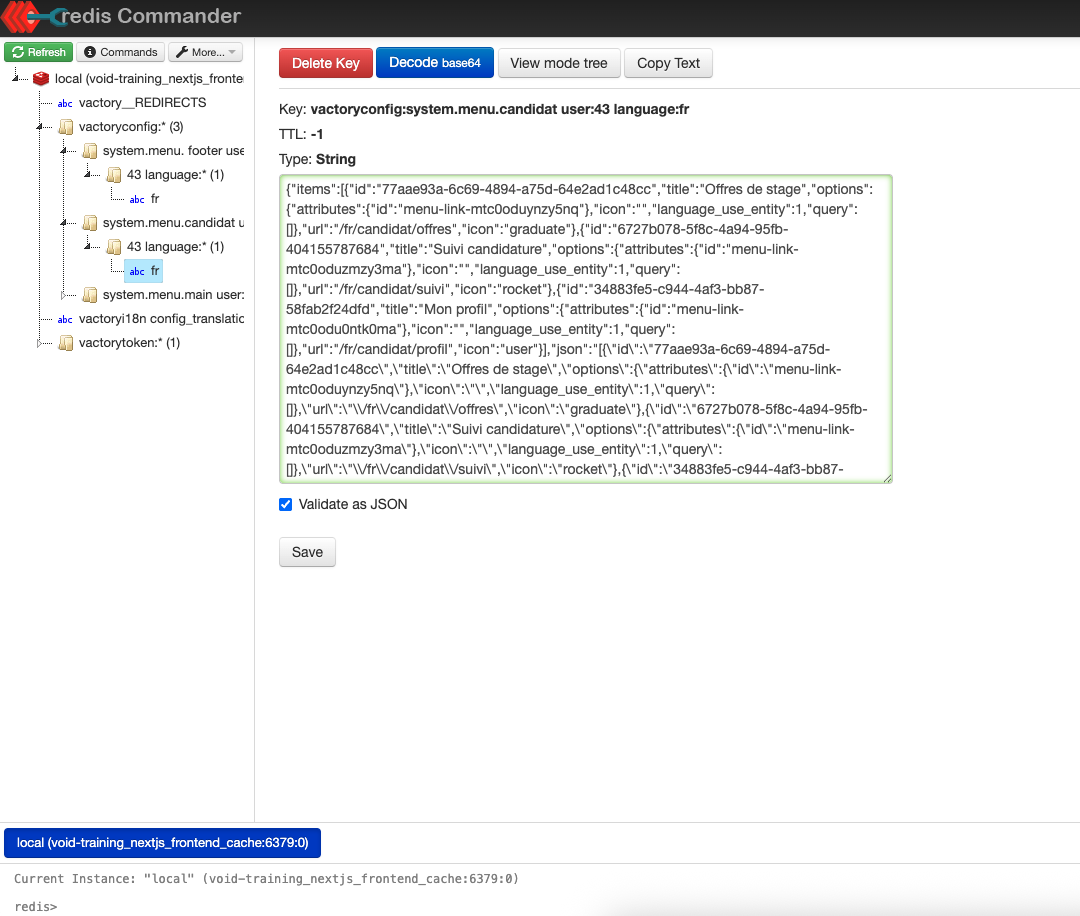 redis Commander
Refresh Commands More...
local (void-training_nextjs_fronte
abc vactory__REDIRECTS
vactoryconfig:* (3)
system.menu. footer use
43 language:* (1)
abc fr
system.menu.candidat u
43 language:* (1)
abc fr
system.menu.main user:
abc vactoryi18n config_translatio
vactorytoken:* (1)
Delete Key Decode base64 View mode tree Copy Text
Key: vactoryconfig:system.menu.candidat user:43 language:fr
TTL: -1
Type: String
{"items":[{"id":"77aae93a-6c69-4894-a75d-64e2ad1c48cc","title":"Offres de stage","options":
{"attributes":{"id":"menu-link-mtc0oduynzy5nq"},"icon":"","language_use_entity":1,"query":
[]},"url":"/fr/candidat/offres","icon":"graduate"},{"id":"6727b078-5f8c-4a94-95fb-
404155787684","title":"Suivi candidature","options":{"attributes":{"id":"menu-link-
mtc0oduzmzy3ma"},"icon":"","language_use_entity":1,"query":
[]},"url":"/fr/candidat/suivi","icon":"rocket"},{"id":"34883fe5-c944-4af3-bb87-
58fab2f24dfd","title":"Mon profil","options":{"attributes":{"id":"menu-link-
mtc0odu0ntk0ma"},"icon":"","language_use_entity":1,"query":
[]},"url":"/fr/candidat/profil","icon":"user"}],"json":"[{\"id\":\"77aae93a-6c69-4894-a75d-
64e2ad1c48cc\",\"title\":\"Offres de stage\",\"options\":{\"attributes\":{\"id\":\"menu-link-
mtc0oduynzy5nq\"},\"icon\":\"\",\"language_use_entity\":1,\"query\":
[]},\"url\":\"\\/fr\\/candidat\\/offres\",\"icon\":\"graduate\"},{\"id\":\"6727b078-5f8c-4a94-95fb-
404155787684\",\"title\":\"Suivi candidature\",\"options\":{\"attributes\":{\"id\":\"menu-link-
mtc0oduzmzy3ma\"},\"icon\":\"\",\"language_use_entity\":1,\"query\":
[]},\"url\":\"\\/fr\\/candidat\\/suivi\",\"icon\":\"rocket\"},{\"id\":\"34883fe5-c944-4af3-bb87-
Validate as JSON
Save
local (void-training_nextjs_frontend_cache:6379:0)
Current Instance: "local" (void-training_nextjs_frontend_cache:6379:0)
redis>